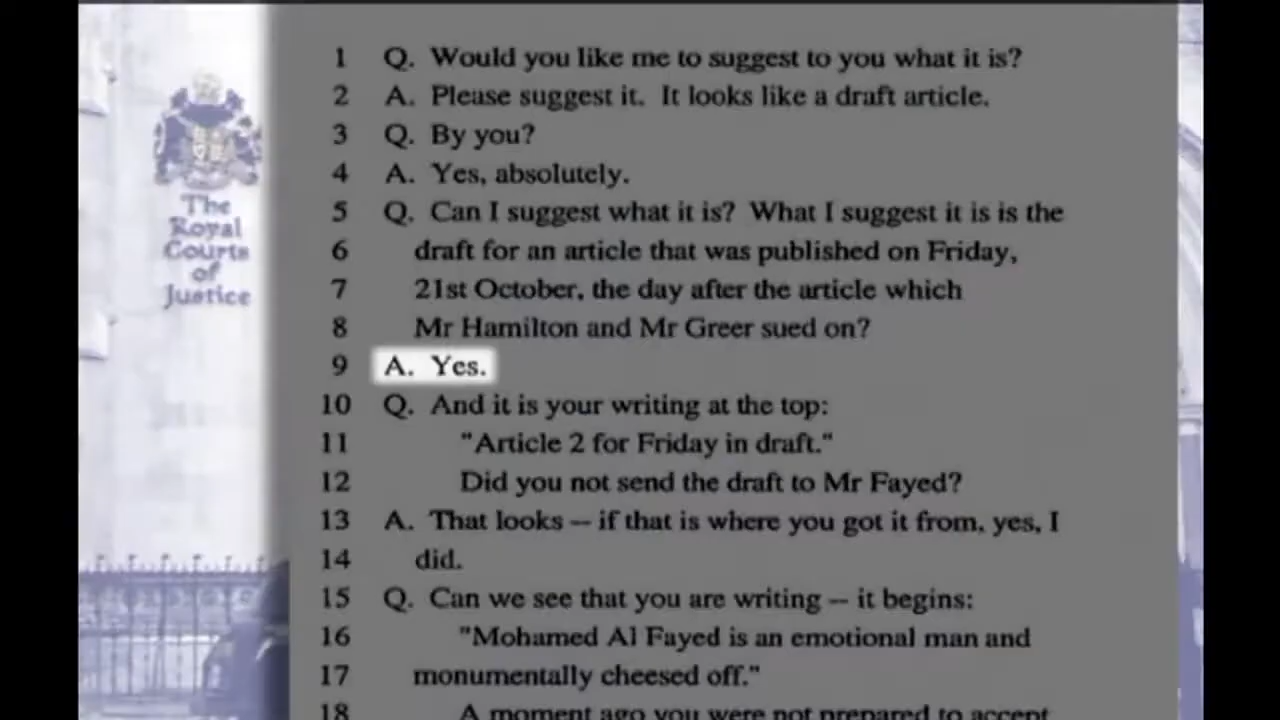 The
Royal
Courts
of
Justice
1 Q. Would you like me to suggest to you what it is?
2 A. Please suggest it. It looks like a draft article.
3 Q. By you?
4 A. Yes, absolutely.
5 Q. Can I suggest what it is? What I suggest it is is the
6 draft for an article that was published on Friday,
7 21st October, the day after the article which
8 Mr Hamilton and Mr Greer sued on?
9 A. Yes.
10 Q. And it is your writing at the top:
11 "Article 2 for Friday in draft."
12 Did you not send the draft to Mr Fayed?
13 A. That looks -- if that is where you got it from, yes, I
14 did.
15 Q. Can we see that you are writing -- it begins:
16 "Mohamed Al Fayed is an emotional man and
17 monumentally cheesed off."
18 A moment ago you were not prepared to accept